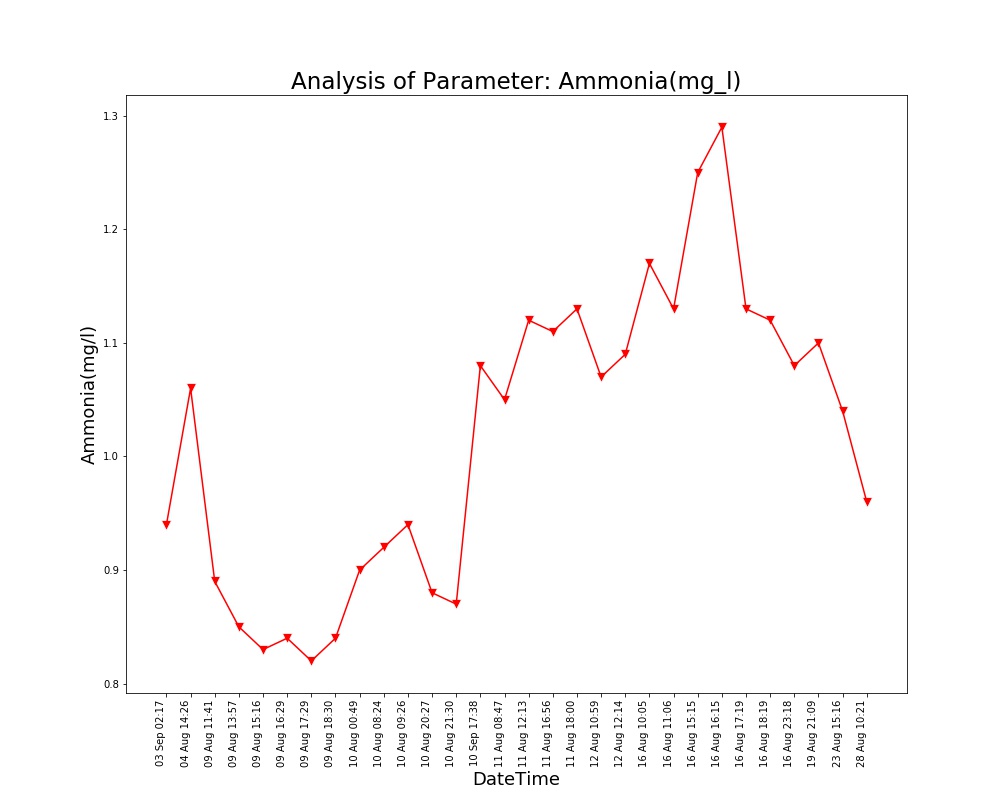 Analysis of Parameter: Ammonia(mg_l)
Ammonia(mg/l)
1.3
1.2
1.1
1.0
0.9
0.8
03 Sep 02:17
04 Aug 14:26
09 Aug 11:41
09 Aug 13:57
09 Aug 15:16
09 Aug 16:29
09 Aug 17:29
09 Aug 18:30
10 Aug 00:49
10 Aug 08:24
10 Aug 09:26
10 Aug 20:27
10 Aug 21:30
10 Sep 17:38
11 Aug 08:47
11 Aug 12:13
11 Aug 16:56
11 Aug 18:00
12 Aug 10:59
12 Aug 12:14
16 Aug 10:05
16 Aug 11:06
16 Aug 15:15
16 Aug 16:15
16 Aug 17:19
16 Aug 18:19
16 Aug 23:18
19 Aug 21:09
23 Aug 15:16
28 Aug 10:21
DateTime